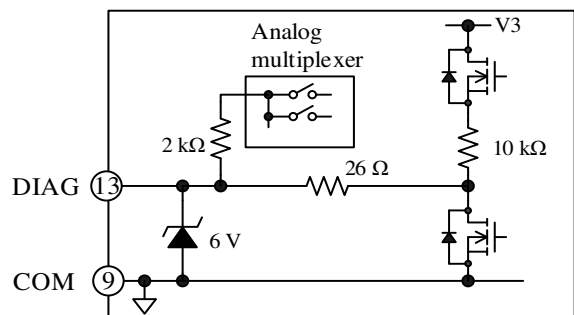 V3
Analog
multiplexer
2 kΩ
10 kΩ
26 Ω
DIAG 13
6 V
COM 9